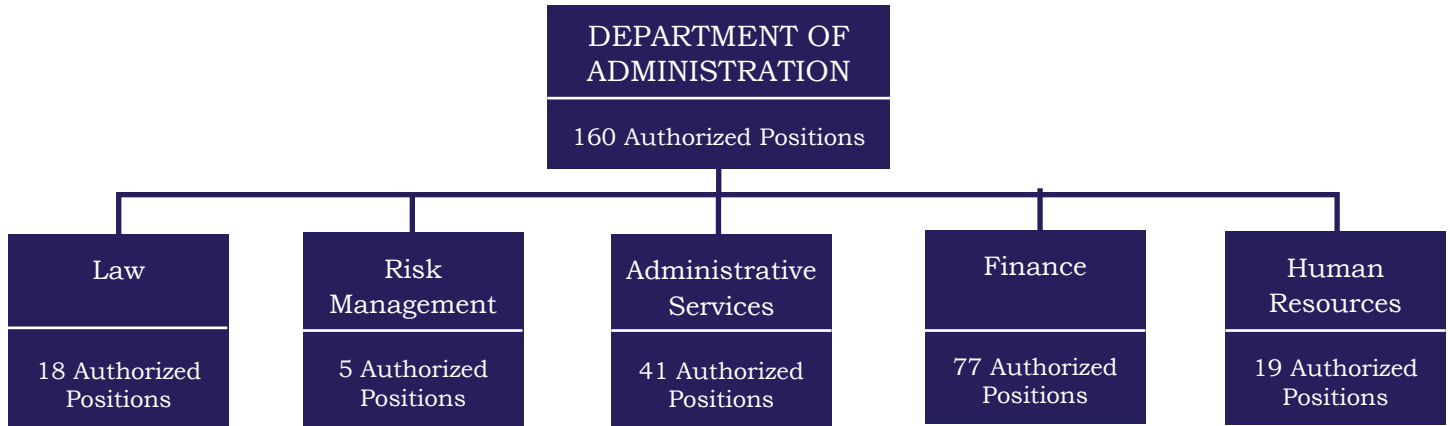 DEPARTMENT OF
ADMINISTRATION
160 Authorized Positions
Law
18 Authorized
Positions
Risk
Management
5 Authorized
Positions
Administrative
Services
41 Authorized
Positions
Finance
77 Authorized
Positions
Human
Resources
19 Authorized
Positions